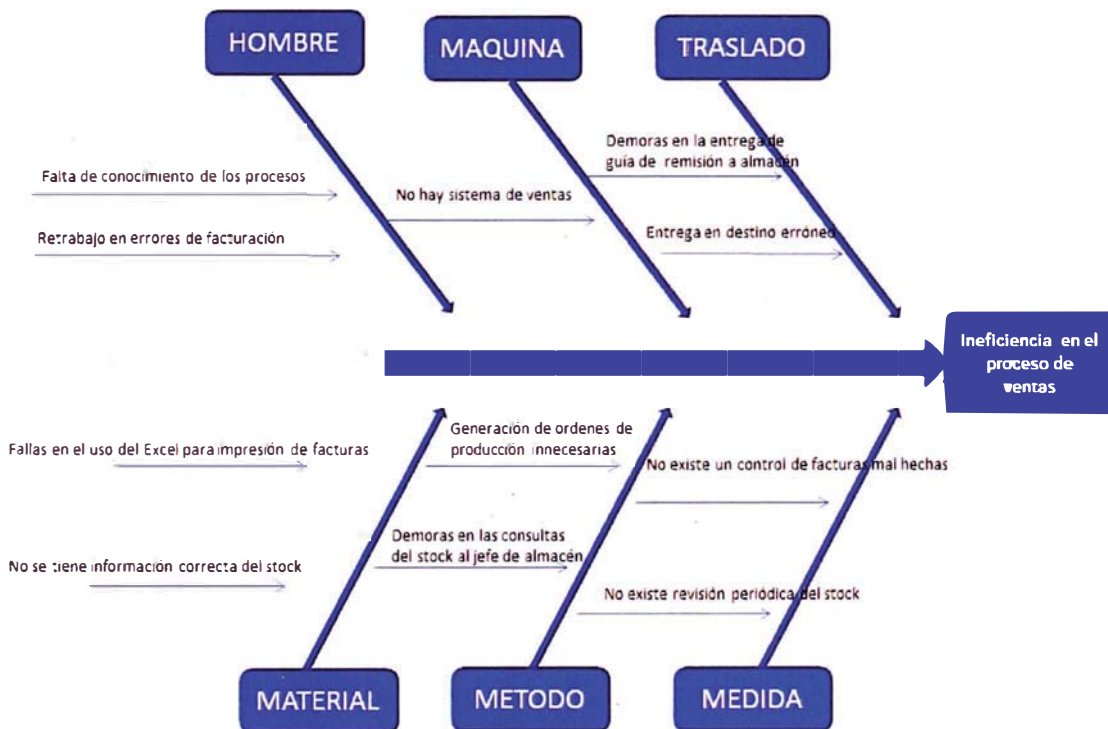 HOMBRE
MAQUINA
TRASLADO
Demoras en la entrega de
guía de remisión a almacén
Falta de conocimiento de los procesos
No hay sistema de ventas
Retrabajo en errores de facturación
Entrega en destino erróneo
Ineficiencia en el
proceso de
ventas
Generación de ordenes de
producción innecesarias
Fallas en el uso del Excel para impresión de facturas
No existe un control de facturas mal hechas
Demoras en las consultas
del stock al jefe de almacén
No se tiene información correcta del stock
No existe revisión periódica del stock
MATERIAL
METODO
MEDIDA